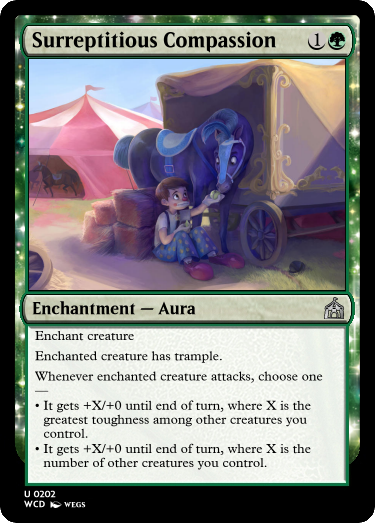 Surreptitious Compassion 1
Enchantment — Aura
Enchant creature
Enchanted creature has trample.
Whenever enchanted creature attacks, choose one
—
• It gets +X/+0 until end of turn, where X is the
greatest toughness among other creatures you
control.
• It gets +X/+0 until end of turn, where X is the
number of other creatures you control.
U 0202
WCD WEGS